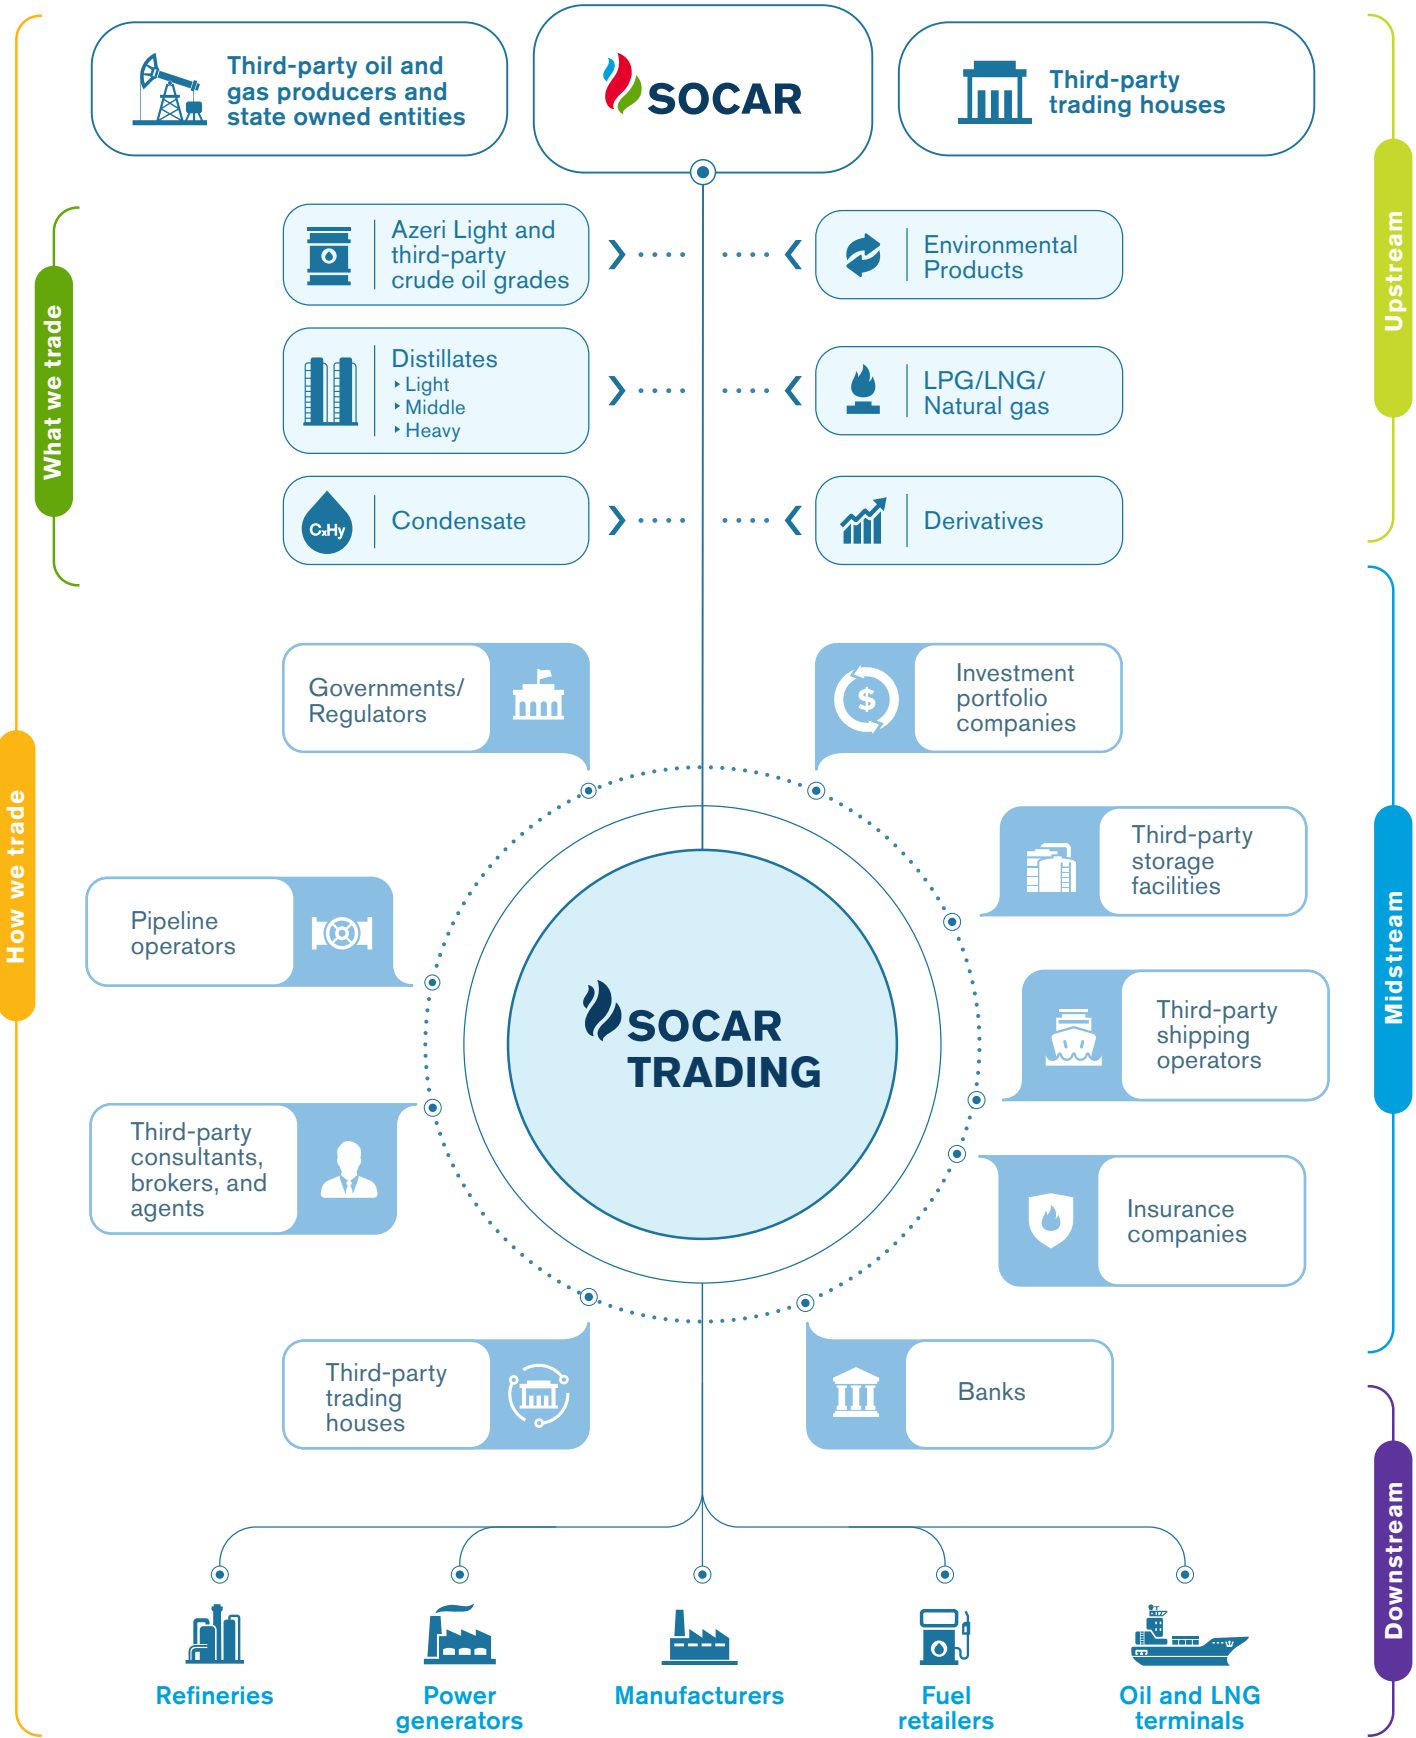 Third-party oil and
gas producers and
state owned entities
SOCAR
Third-party
trading houses
What we trade
How we trade
Upstream
Midstream
Downstream
Azeri Light and
third-party
crude oil grades
Environmental
Products
Distillates
‣ Light
‣ Middle
‣ Heavy
LPG/LNG/
Natural gas
CxHy
Condensate
Derivatives
Governments/
Regulators
$
Investment
portfolio
companies
Third-party
storage
facilities
Pipeline
operators
SOCAR
TRADING
Third-party
shipping
operators
Third-party
consultants,
brokers, and
agents
Insurance
companies
Third-party
trading
houses
Banks
Refineries
Power
generators
Manufacturers
Fuel
retailers
Oil and LNG
terminals